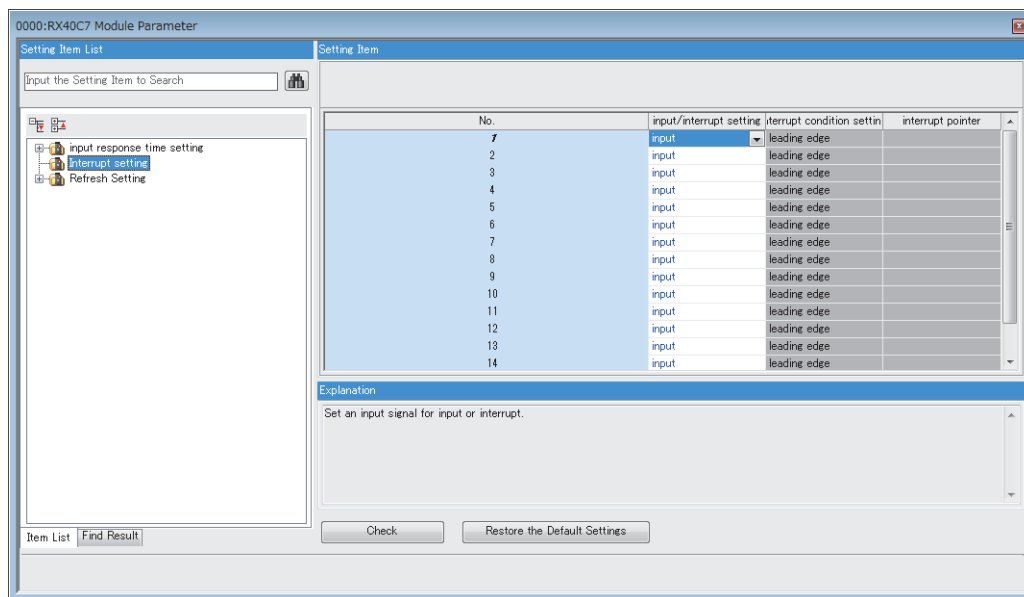 0000:RX40C7 Module Parameter
Setting Item List
Input the Setting Item to Search
input response time setting
Interrupt setting
Refresh Setting
Item List Find Result
Setting Item
No. input/interrupt setting terrupt condition settin interrupt pointer
1 input leading edge
2 input leading edge
3 input leading edge
4 input leading edge
5 input leading edge
6 input leading edge
7 input leading edge
8 input leading edge
9 input leading edge
10 input leading edge
11 input leading edge
12 input leading edge
13 input leading edge
14 input leading edge
Explanation
Set an input signal for input or interrupt.
Check Restore the Default Settings